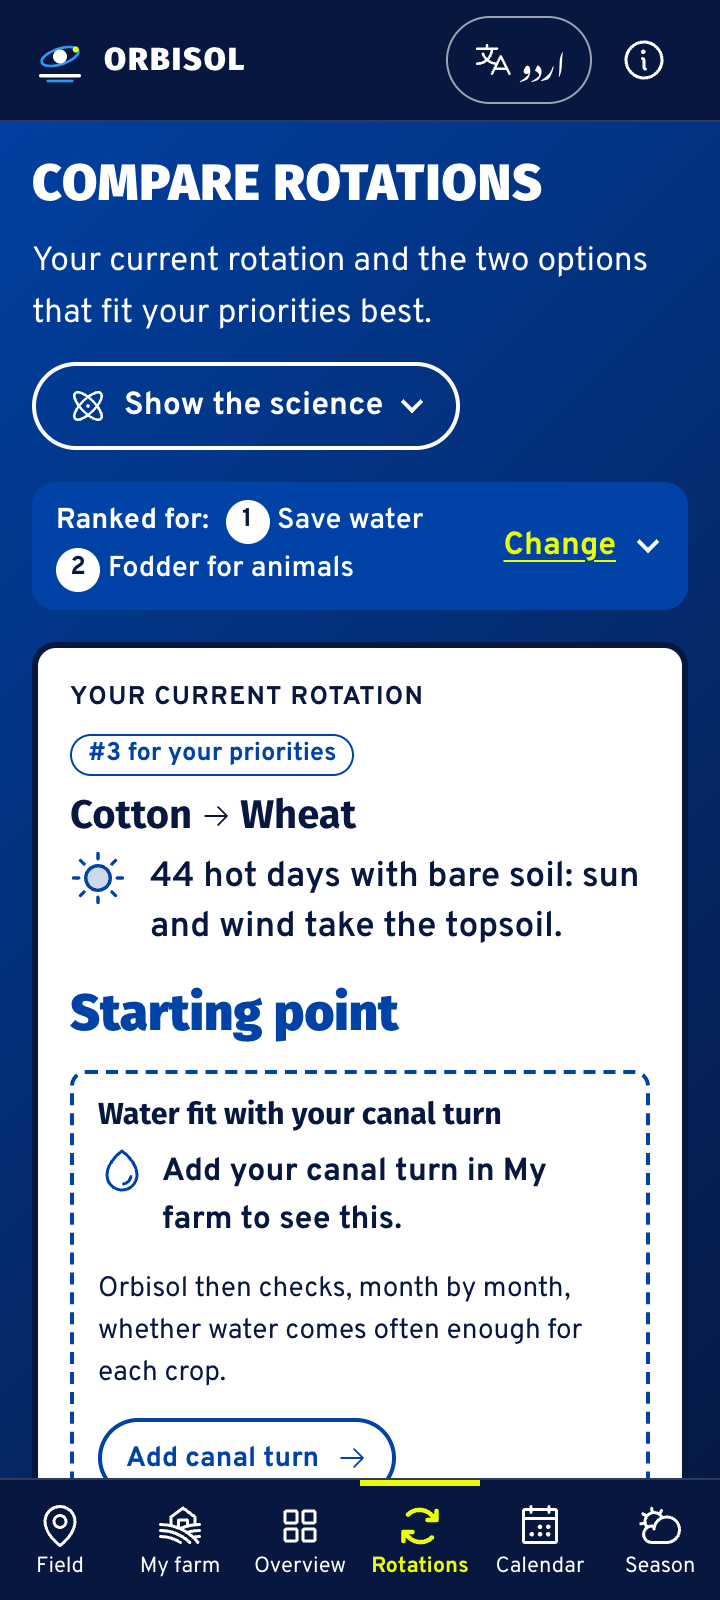 ORBISOL
اردو
COMPARE ROTATIONS
Your current rotation and the two options
that fit your priorities best.
Show the science
Ranked for: 1 Save water
2 Fodder for animals
Change
YOUR CURRENT ROTATION
#3 for your priorities
Cotton → Wheat
44 hot days with bare soil: sun
and wind take the topsoil.
Starting point
Water fit with your canal turn
Add your canal turn in My
farm to see this.
Orbisol then checks, month by month,
whether water comes often enough for
each crop.
Add canal turn →
Field
My farm
Overview
Rotations
Calendar
Season